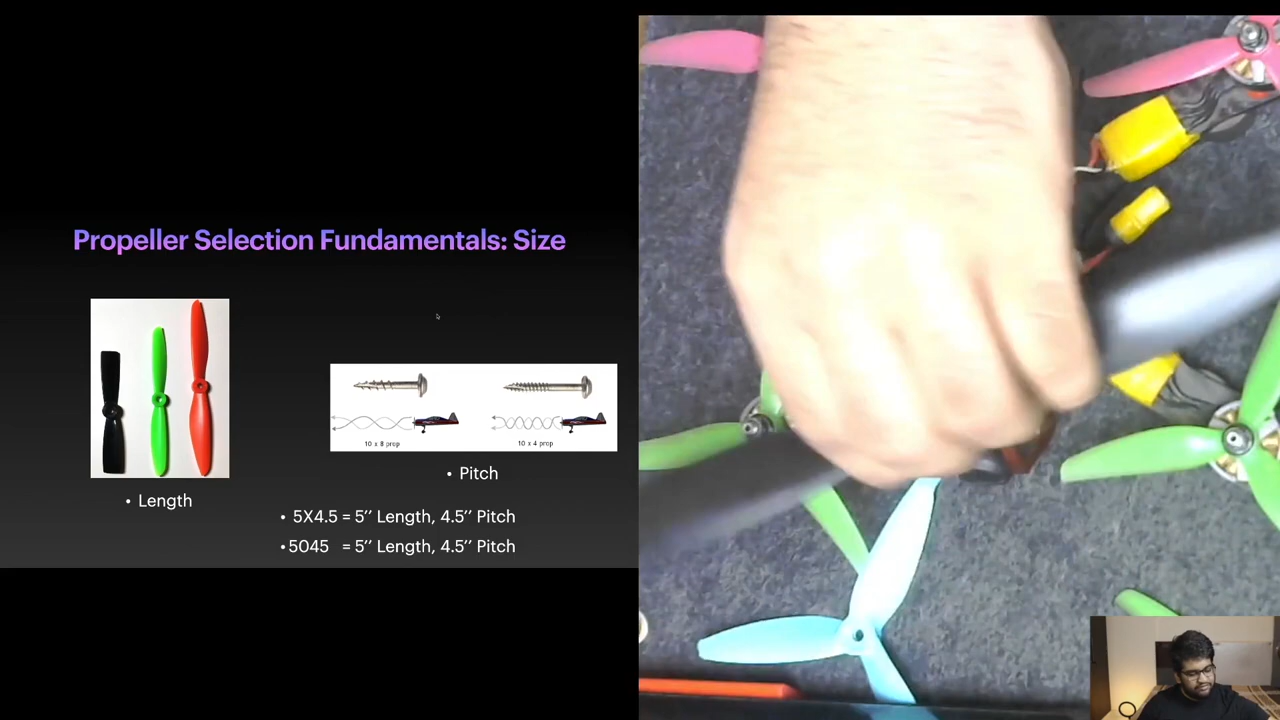 Propeller Selection Fundamentals: Size
10 x 8 prop
10 x 4 prop
• Pitch
• Length
• 5X4.5 = 5’’ Length, 4.5’’ Pitch
• 5045 = 5’’ Length, 4.5’’ Pitch